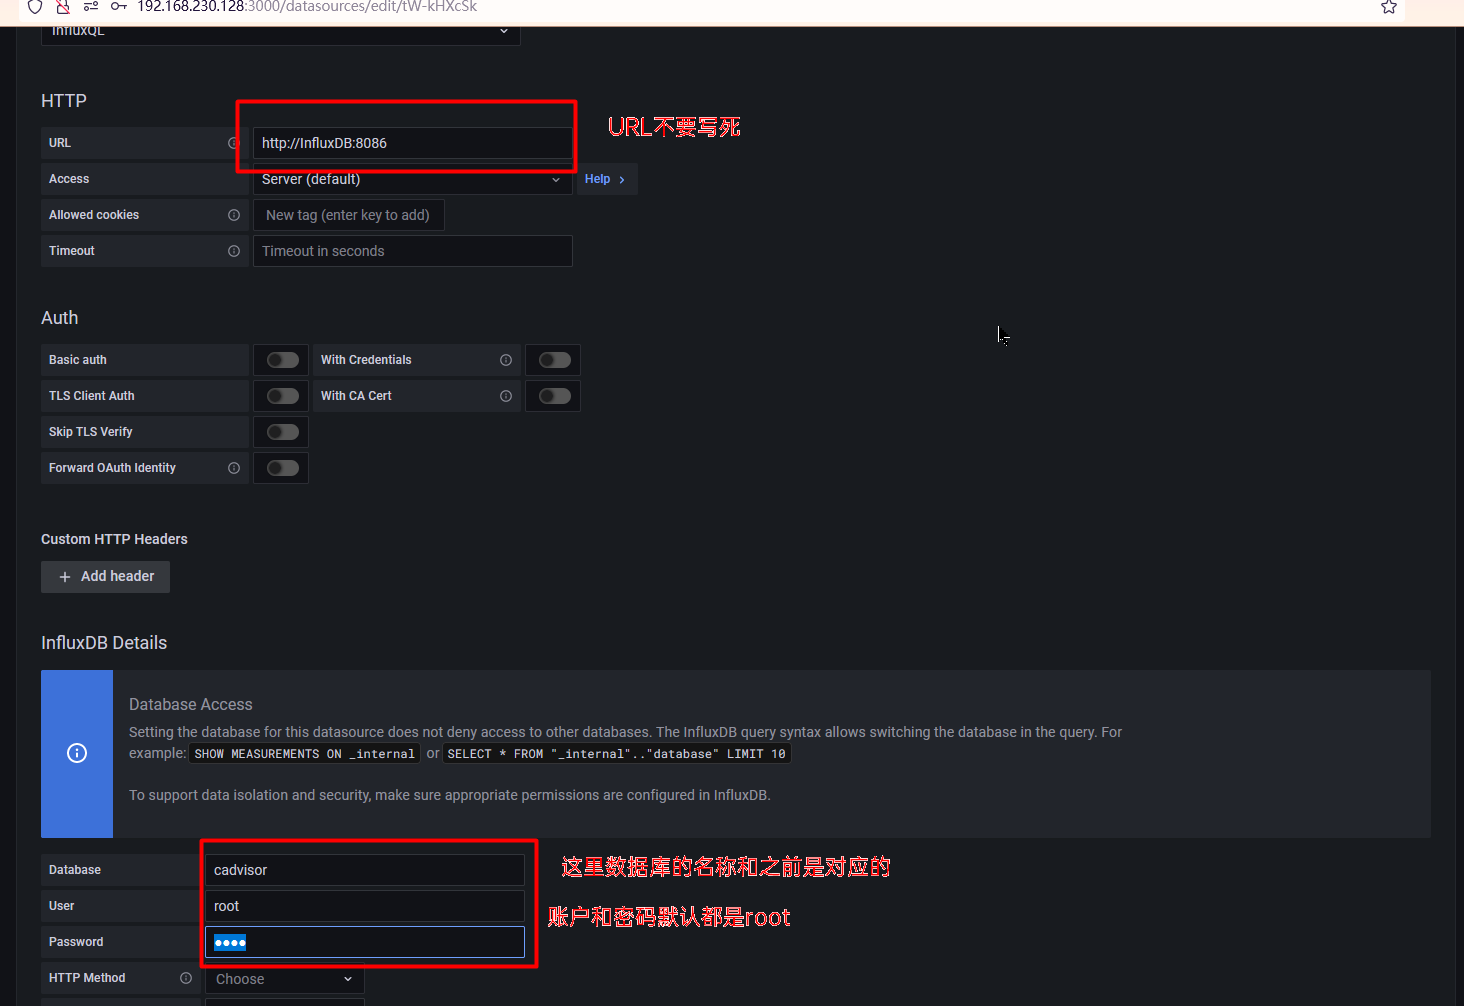 192.168.230.128:3000/datasources/edit/tW-kHXcSk
InfluxQL
HTTP
URL不要写死
URL
http://InfluxDB:8086
Access
Server (default)
Help
Allowed cookies
New tag (enter key to add)
Timeout
Timeout in seconds
Auth
Basic auth
With Credentials
TLS Client Auth
With CA Cert
Skip TLS Verify
Forward OAuth Identity
Custom HTTP Headers
Add header
InfluxDB Details
Database Access
Setting the database for this datasource does not deny access to other databases. The InfluxDB query syntax allows switching the database in the query. For
example: SHOW MEASUREMENTS ON _internal or SELECT * FROM "_internal".."database" LIMIT 10
To support data isolation and security, make sure appropriate permissions are configured in InfluxDB.
Database
cadvisor
这里数据库的名称和之前是对应的
User
root
账户和密码默认都是root
Password
••••
HTTP Method
Choose